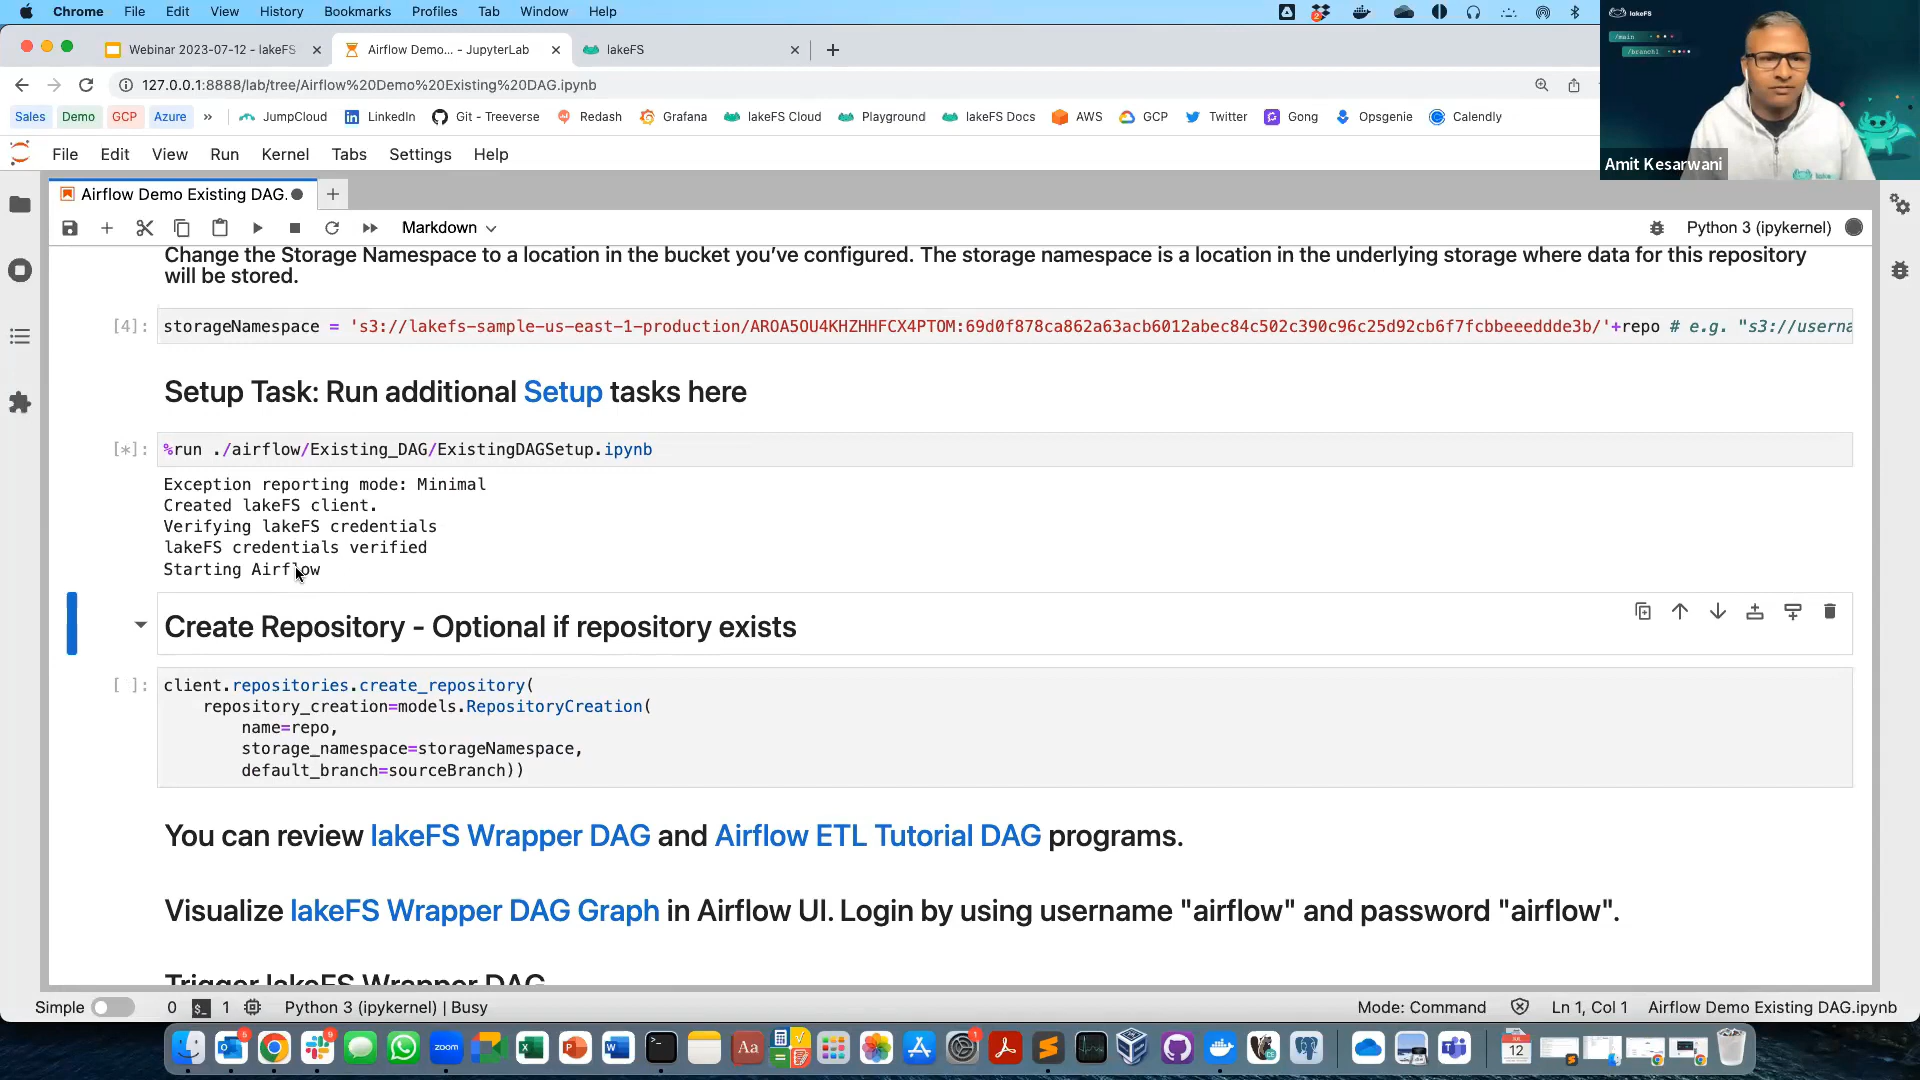 Chrome File Edit View History Bookmarks Profiles Tab Window Help
Webinar 2023-07-12 - lakeFS
Airflow Demo... - JupyterLab
lakeFS
127.0.0.1:8888/lab/tree/Airflow%20Demo%20Existing%20DAG.ipynb
Sales Demo GCP Azure » JumpCloud LinkedIn Git - Treeverse Redash Grafana lakeFS Cloud Playground lakeFS Docs AWS GCP Twitter Gong Opsgenie Calendly
lakeFS
/main
/branch1
Amit Kesarwani
File Edit View Run Kernel Tabs Settings Help
Airflow Demo Existing DAG.
Markdown
Python 3 (ipykernel)
Change the Storage Namespace to a location in the bucket you've configured. The storage namespace is a location in the underlying storage where data for this repository
will be stored.
[4]: storageNamespace = 's3://lakefs-sample-us-east-1-production/AROA5OU4KHZHHFCX4PTOM:69d0f878ca862a63acb6012abec84c502c390c96c25d92cb6f7fcbbeeeddde3b/'+repo # e.g. "s3://userna
Setup Task: Run additional Setup tasks here
[*]: %run ./airflow/Existing_DAG/ExistingDAGSetup.ipynb
Exception reporting mode: Minimal
Created lakeFS client.
Verifying lakeFS credentials
lakeFS credentials verified
Starting Airflow
Create Repository - Optional if repository exists
[ ]: client.repositories.create_repository(
repository_creation=models.RepositoryCreation(
name=repo,
storage_namespace=storageNamespace,
default_branch=sourceBranch))
You can review lakeFS Wrapper DAG and Airflow ETL Tutorial DAG programs.
Visualize lakeFS Wrapper DAG Graph in Airflow UI. Login by using username "airflow" and password "airflow".
Trigger lakeFS Wrapper DAG
Simple 0 1 Python 3 (ipykernel) | Busy Mode: Command Ln 1, Col 1 Airflow Demo Existing DAG.ipynb
zoom
Aa
12